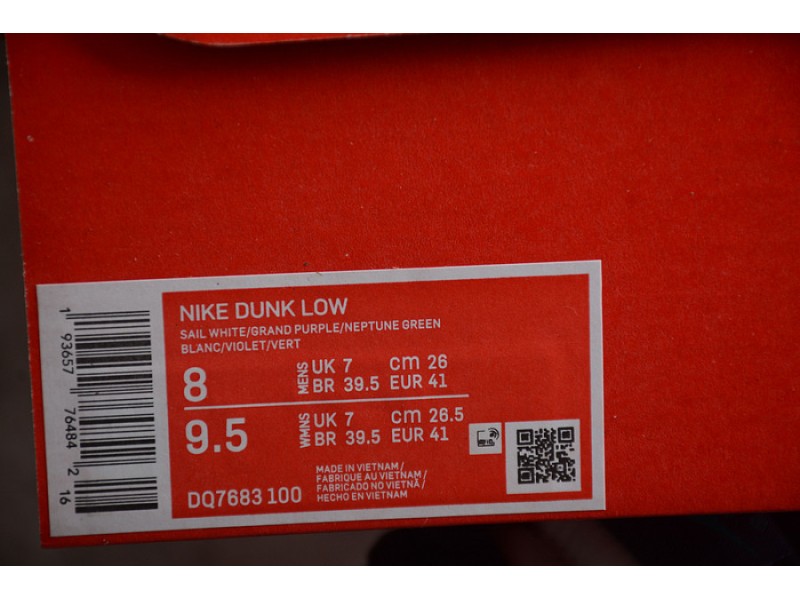 NIKE DUNK LOW
SAIL WHITE/GRAND PURPLE/NEPTUNE GREEN
BLANC/VIOLET/VERT
8 MENS UK 7 CM 26
BR 39.5 EUR 41
9.5 WMNS UK 7 CM 26.5
BR 39.5 EUR 41
DQ7683 100
MADE IN VIETNAM/
FABRIQUE AU VIETNAM/
FABRICADO NO VIETNÃ/
HECHO EN VIETNAM
1 93657 76484 2 16